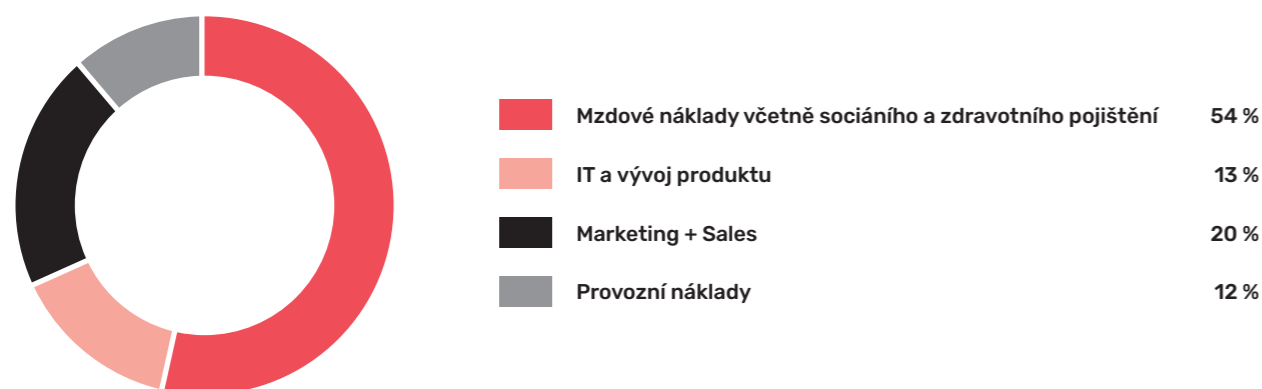 Mzdové náklady včetně sociáního a zdravotního pojištění 54 %
IT a vývoj produktu 13 %
Marketing + Sales 20 %
Provozní náklady 12 %